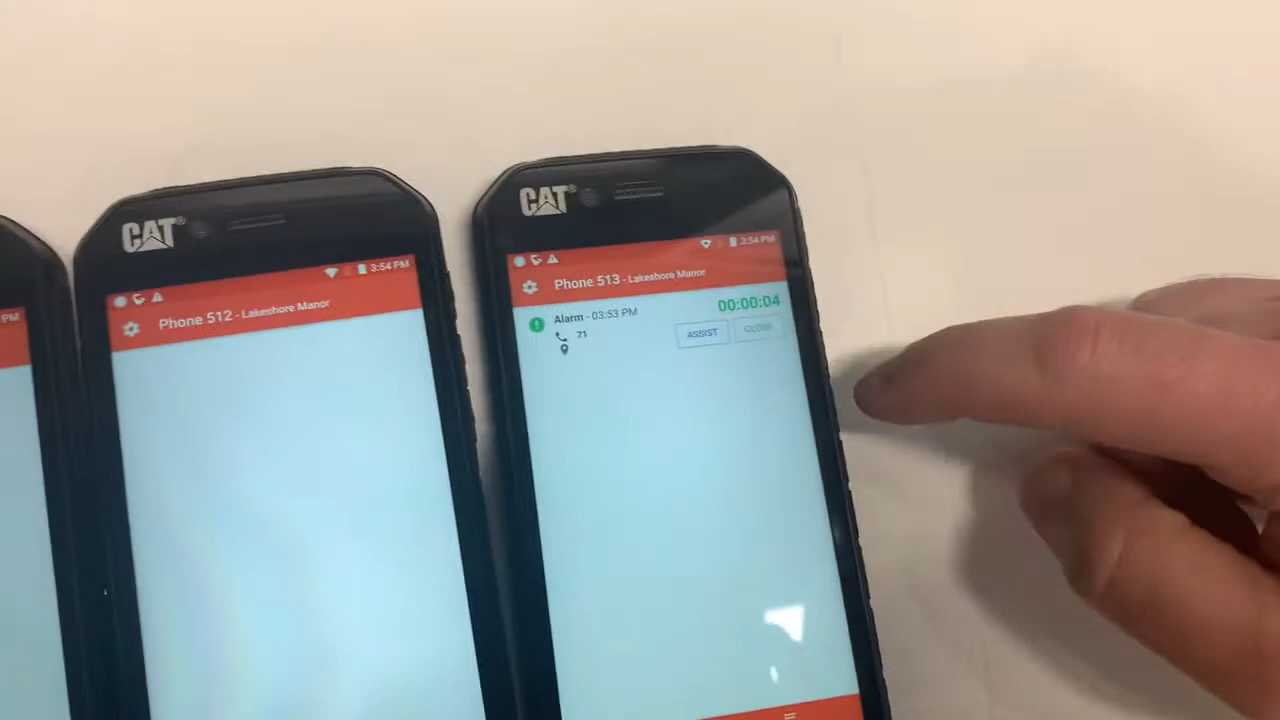 PM
CAT®
3:54 PM
Phone 512 - Lakeshore Manor
CAT®
3:54 PM
Phone 513 - Lakeshore Manor
Alarm - 03:53 PM
00:00:04
71
ASSIST
CLOSE